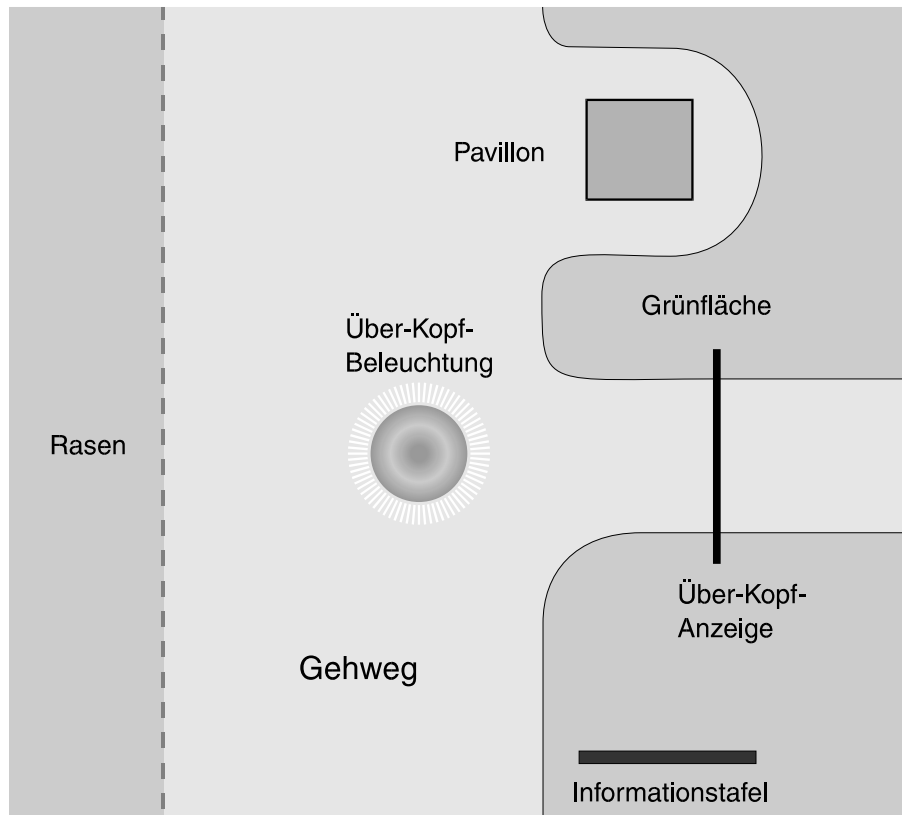 Pavillon
Grünfläche
Über-Kopf-
Beleuchtung
Rasen
Über-Kopf-
Anzeige
Gehweg
Informationstafel